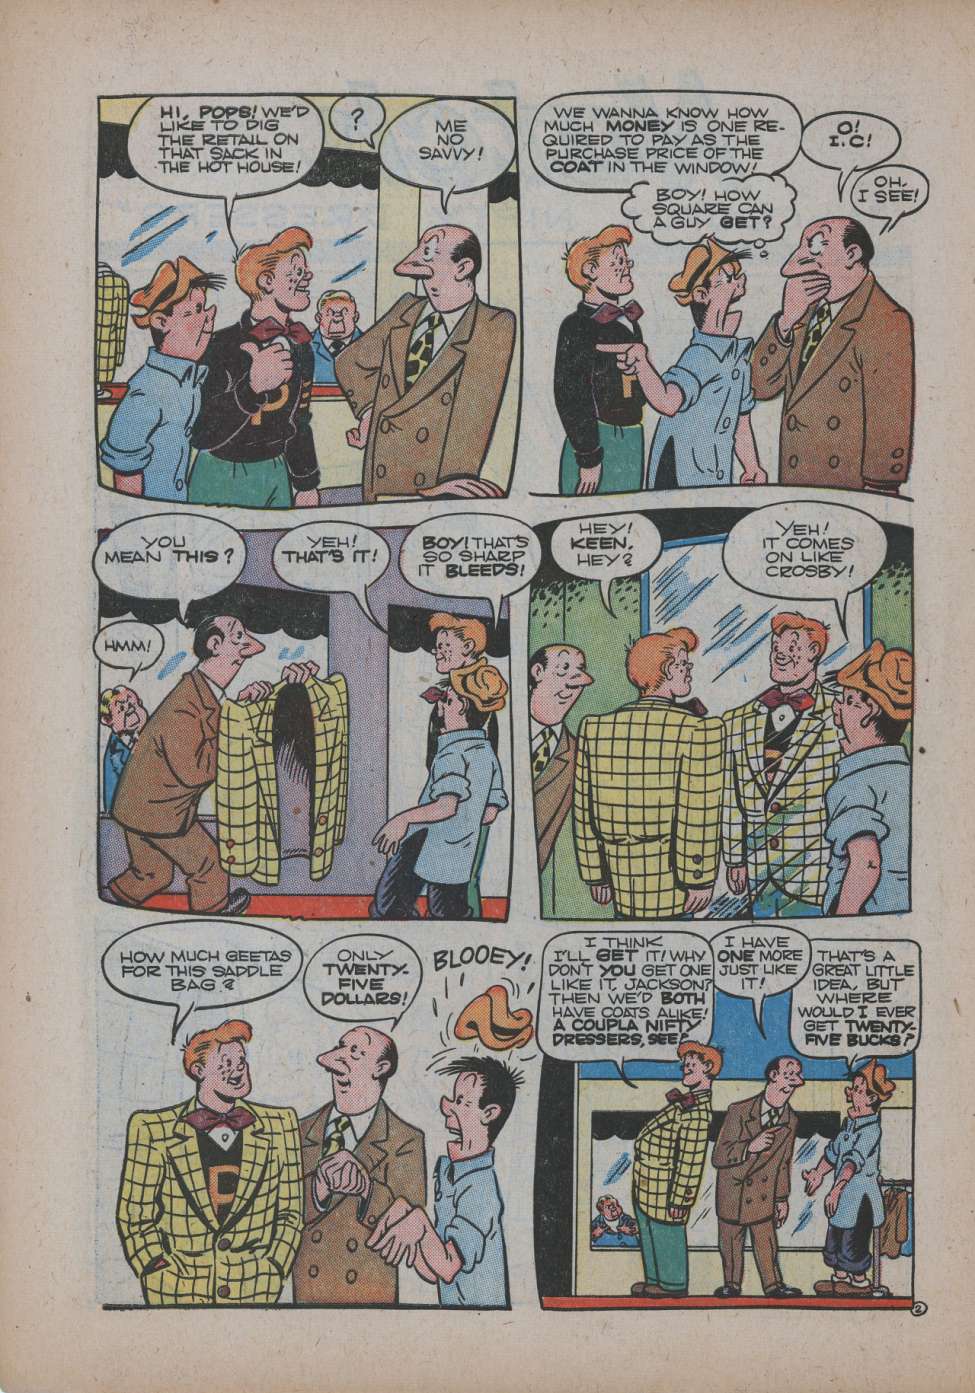 HI, POPS! WE'D
LIKE TO DIG
THE RETAIL ON
THAT SACK IN
THE HOT HOUSE!
?
ME
NO
SAVVY!
WE WANNA KNOW HOW
MUCH MONEY IS ONE RE-
QUIRED TO PAY AS THE
PURCHASE PRICE OF THE
COAT IN THE WINDOW!
BOY! HOW
SQUARE CAN
A GUY GET?
O!
I.C!
OH,
I SEE!
P
P
YOU
MEAN THIS?
HMM!
YEH!
THAT'S IT!
BOY! THAT'S
SO SHARP
IT BLEEDS!
HEY!
KEEN,
HEY?
YEH!
IT COMES
ON LIKE
CROSBY!
HOW MUCH GEETAS
FOR THIS SADDLE
BAG?
ONLY
TWENTY-
FIVE
DOLLARS!
BLOOEY!
P
I THINK
I'LL GET IT! WHY
DON'T YOU GET ONE
LIKE IT, JACKSON?
THEN WE'D BOTH
HAVE COATS ALIKE!
A COUPLA NIFTY
DRESSERS, SEE?
I HAVE
ONE MORE
JUST LIKE
IT!
THAT'S A
GREAT LITTLE
IDEA, BUT
WHERE
WOULD I EVER
GET TWENTY-
FIVE BUCKS?
2